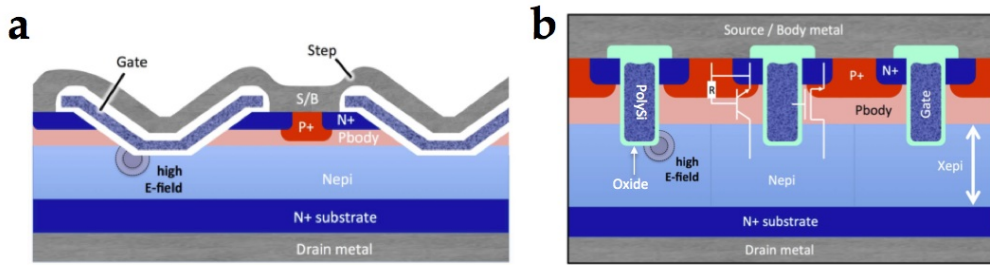 a
Gate
Step
S/B
P+
N+
Pbody
high
E-field
Nepi
N+ substrate
Drain metal
b
Source / Body metal
R
P+
N+
PolySi
Gate
Pbody
high
E-field
Xepi
Oxide
Nepi
N+ substrate
Drain metal